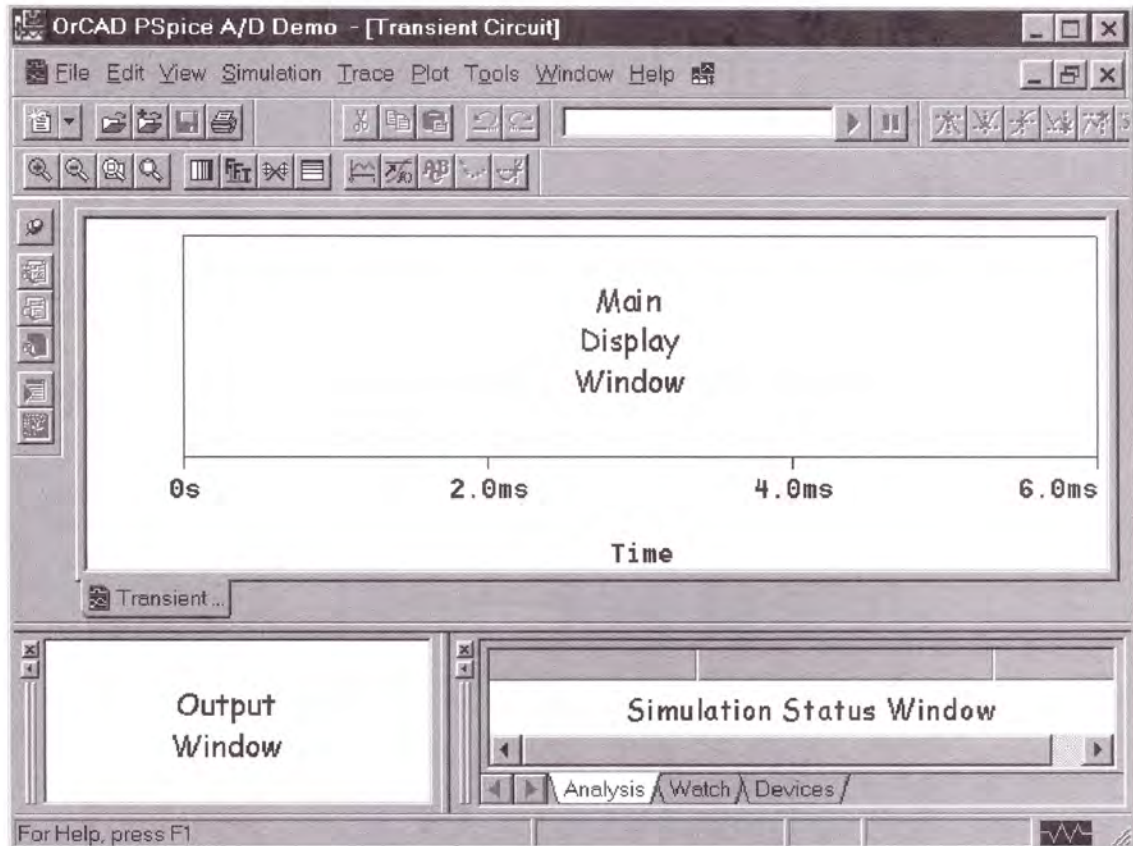 OrCAD PSpice A/D Demo - [Transient Circuit]
File Edit View Simulation Trace Plot Tools Window Help
FFT
Main
Display
Window
0s 2.0ms 4.0ms 6.0ms
Time
Transient ...
Output
Window
Simulation Status Window
Analysis Watch Devices
For Help, press F1